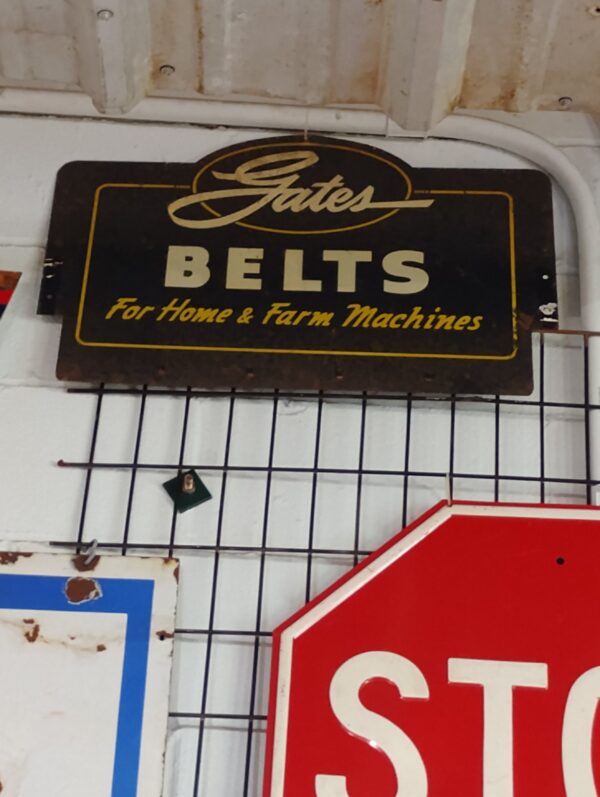 Gates
BELTS
For Home & Farm Machines
STO